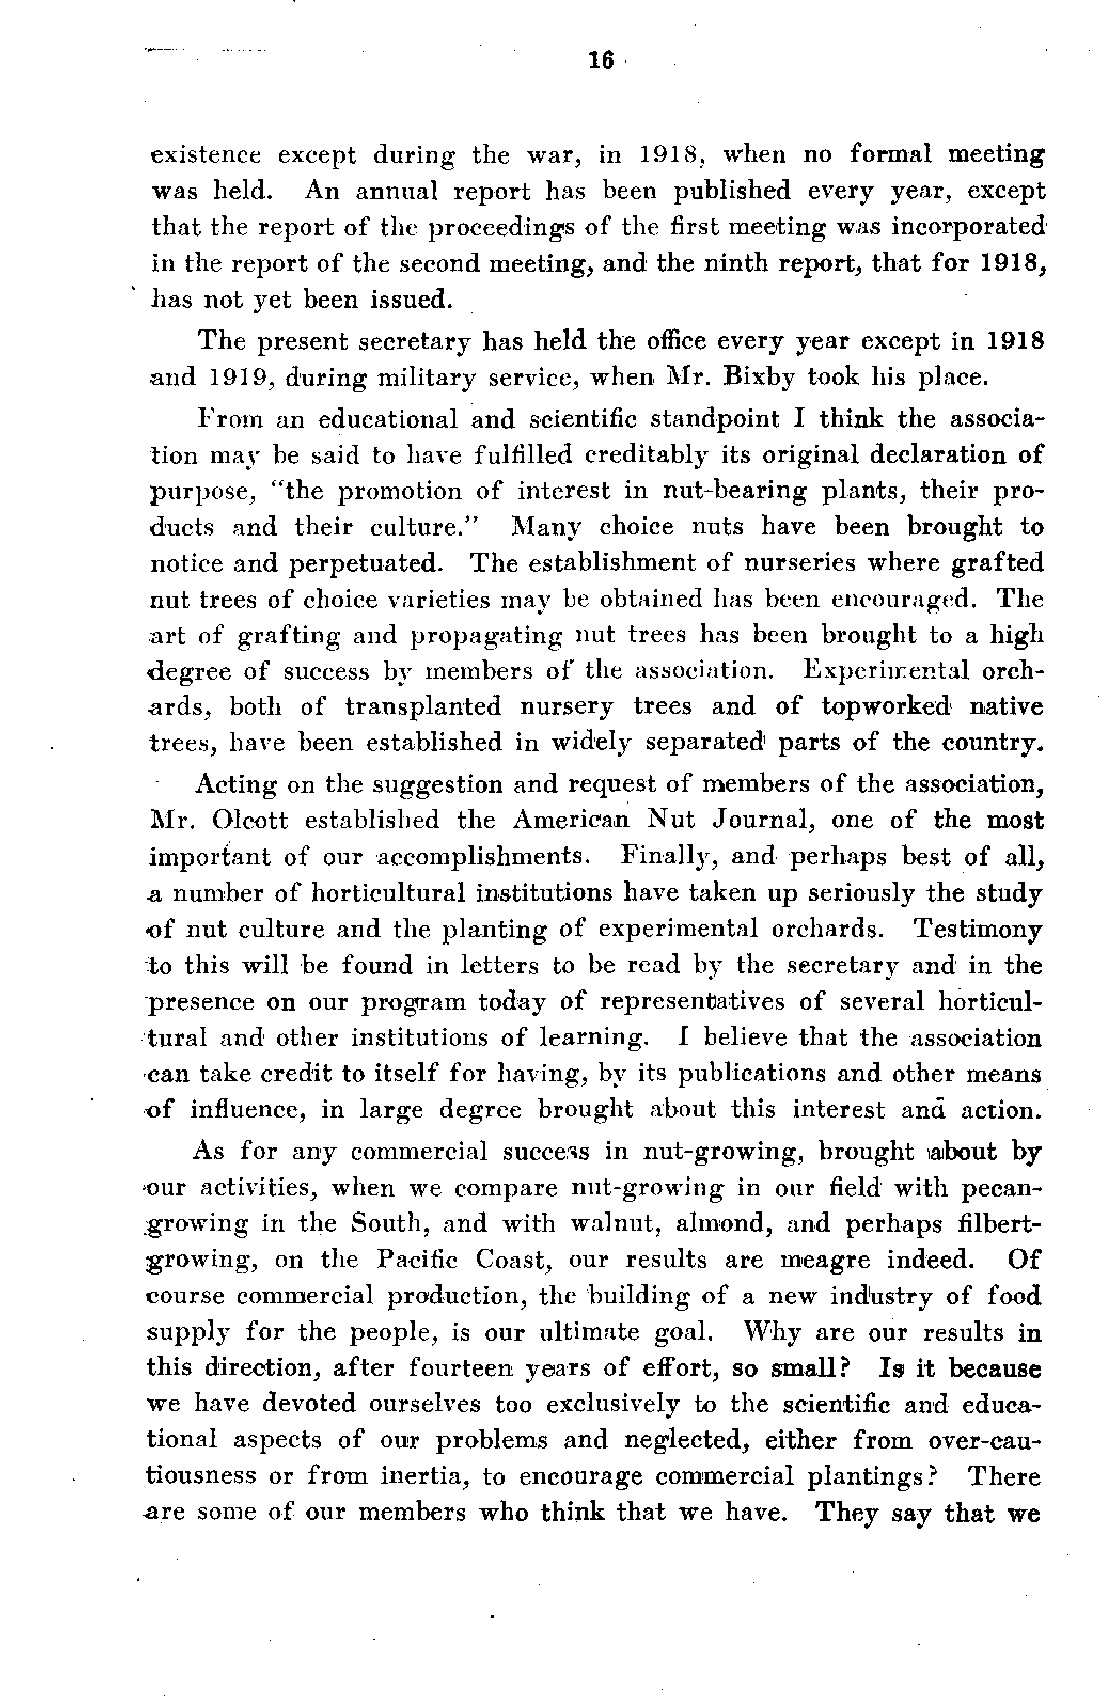 16
existence except during the war, in 1918, when no formal meeting
was held. An annual report has been published every year, except
that the report of the proceedings of the first meeting was incorporated
in the report of the second meeting, and the ninth report, that for 1918,
has not yet been issued.
The present secretary has held the office every year except in 1918
and 1919, during military service, when Mr. Bixby took his place.
From an educational and scientific standpoint I think the associa-
tion may be said to have fulfilled creditably its original declaration of
purpose, "the promotion of interest in nut-bearing plants, their pro-
ducts and their culture." Many choice nuts have been brought to
notice and perpetuated. The establishment of nurseries where grafted
nut trees of choice varieties may be obtained has been encouraged. The
art of grafting and propagating nut trees has been brought to a high
degree of success by members of the association. Experimental orch-
ards, both of transplanted nursery trees and of topworked native
trees, have been established in widely separated parts of the country.
Acting on the suggestion and request of members of the association,
Mr. Olcott established the American Nut Journal, one of the most
important of our accomplishments. Finally, and perhaps best of all,
a number of horticultural institutions have taken up seriously the study
of nut culture and the planting of experimental orchards. Testimony
to this will be found in letters to be read by the secretary and in the
presence on our program today of representatives of several horticul-
tural and other institutions of learning. I believe that the association
can take credit to itself for having, by its publications and other means
of influence, in large degree brought about this interest and action.
As for any commercial success in nut-growing, brought about by
our activities, when we compare nut-growing in our field with pecan-
growing in the South, and with walnut, almond, and perhaps filbert-
growing, on the Pacific Coast, our results are meagre indeed. Of
course commercial production, the building of a new industry of food
supply for the people, is our ultimate goal. Why are our results in
this direction, after fourteen years of effort, so small? Is it because
we have devoted ourselves too exclusively to the scientific and educa-
tional aspects of our problems and neglected, either from over-cau-
tiousness or from inertia, to encourage commercial plantings? There
are some of our members who think that we have. They say that we